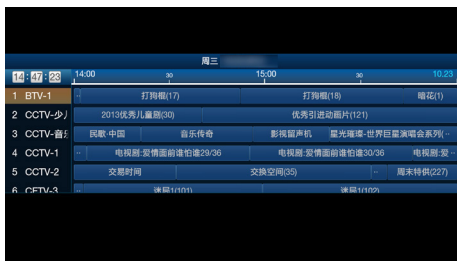 周三
14:47:23 14:00 30 15:00 30 10.23
1 BTV-1 ·· 打狗棍(17) 打狗棍(18) 暗花(1)
2 CCTV-少儿 2013优秀儿童剧(30) 优秀引进动画片(121)
3 CCTV-音乐 民歌·中国 音乐传奇 影视留声机 星光璀璨-世界巨星演唱会系列(··
4 CCTV-1 ·· 电视剧:爱情面前谁怕谁29/36 电视剧:爱情面前谁怕谁30/36 电视剧:爱··
5 CCTV-2 交易时间 交换空间(35) ·· 周末特供(227)
6 CETV-3 ·· 迷局1(101) 迷局1(102)